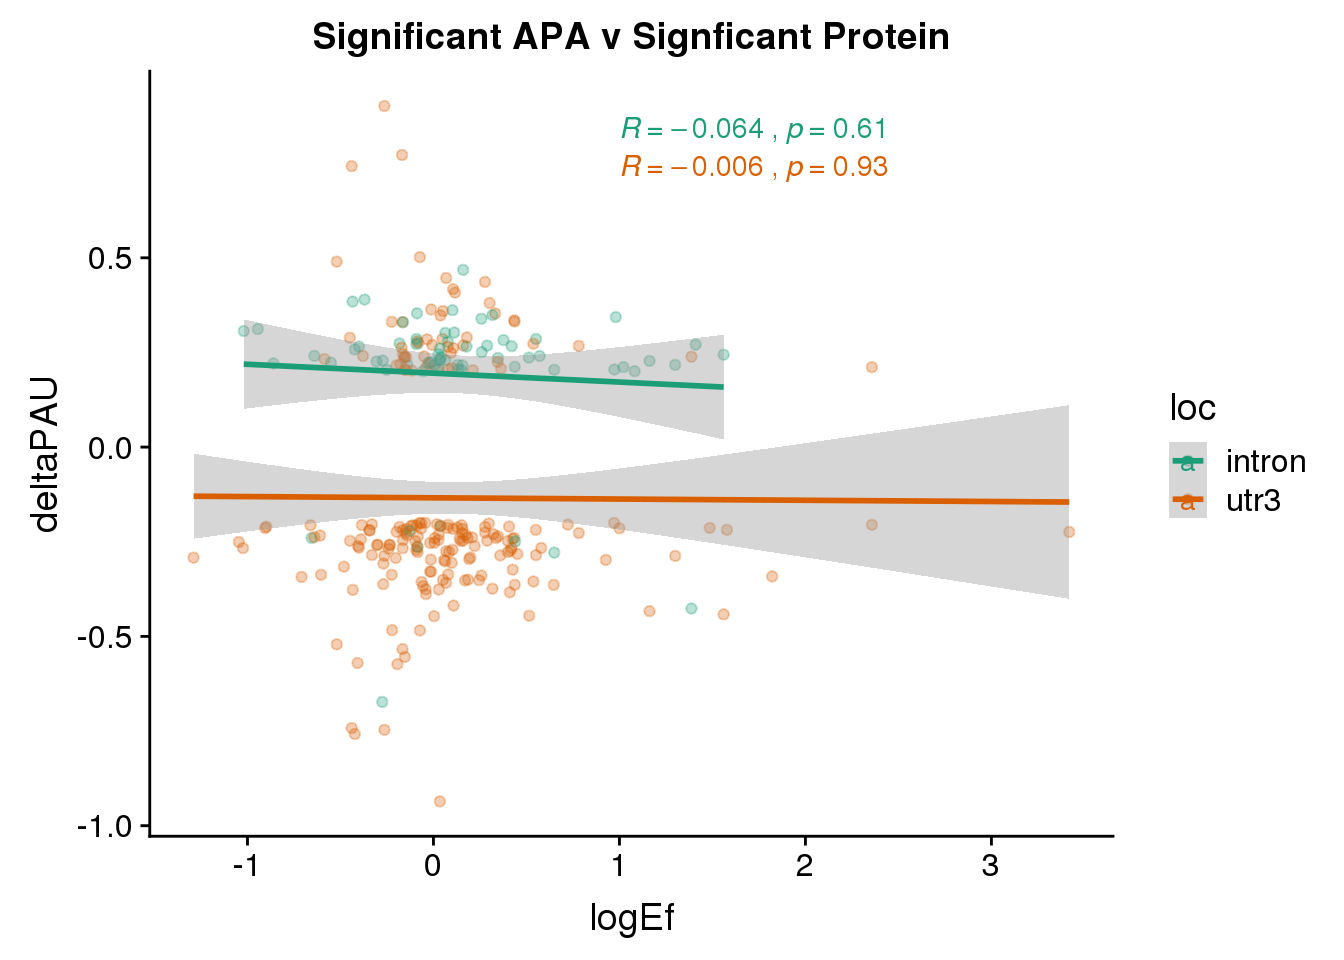 Significant APA v Signficant Protein
R = −0.064 , p = 0.61
R = −0.006 , p = 0.93
deltaPAU
0.5
0.0
-0.5
-1.0
-1 0 1 2 3
logEf
loc
a intron
a utr3